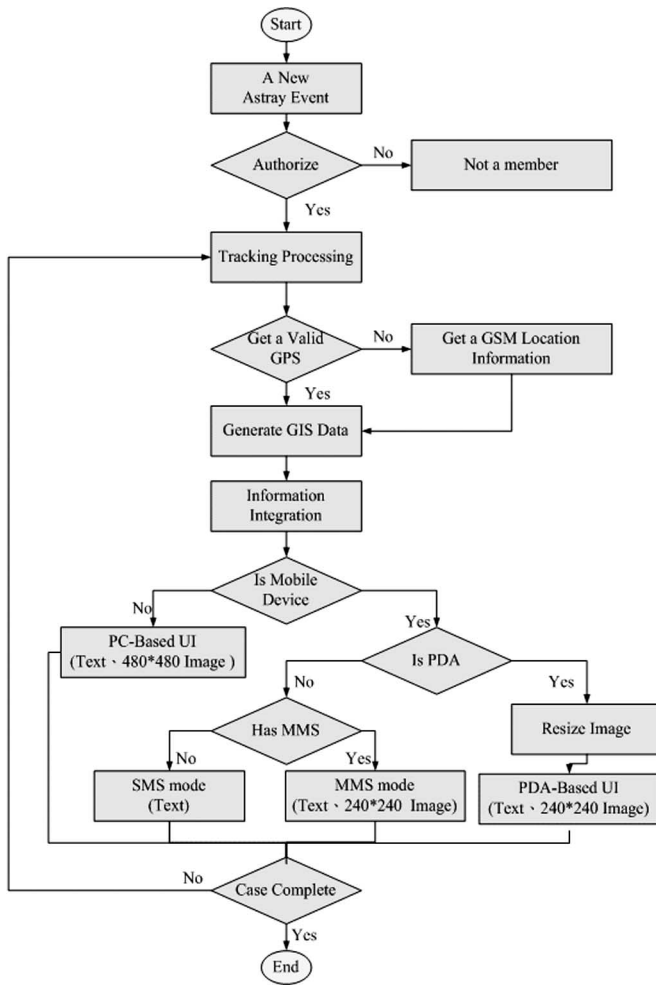 Start
A New
Astray Event
Authorize
No
Not a member
Yes
Tracking Processing
Get a Valid
GPS
No
Get a GSM Location
Information
Yes
Generate GIS Data
Information
Integration
Is Mobile
Device
No
Yes
PC-Based UI
(Text、480*480 Image )
Is PDA
No
Yes
Has MMS
Resize Image
No
Yes
SMS mode
(Text)
MMS mode
(Text、240*240 Image)
PDA-Based UI
(Text、240*240 Image)
No
Case Complete
Yes
End